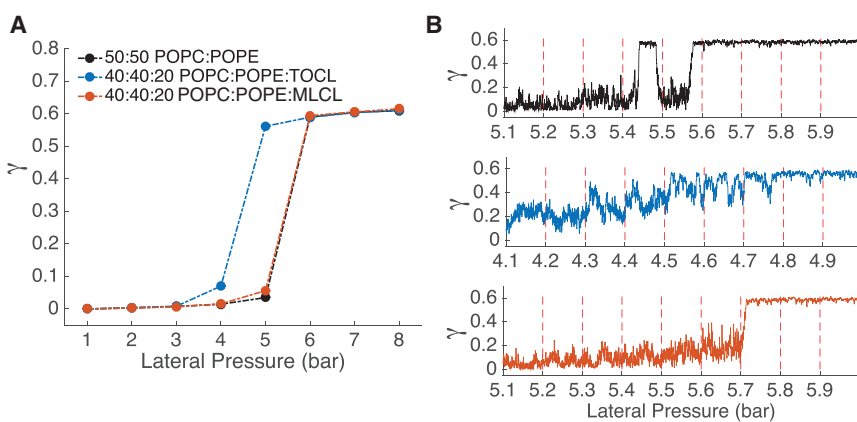 A
0.8
0.7
0.6
0.5
0.4
0.3
0.2
0.1
0
γ
50:50 POPC:POPE
40:40:20 POPC:POPE:TOCL
40:40:20 POPC:POPE:MLCL
1 2 3 4 5 6 7 8
Lateral Pressure (bar)
B
0.6
0.2
0
γ
5.1 5.2 5.3 5.4 5.5 5.6 5.7 5.8 5.9
0.6
0.4
0.2
0
γ
4.1 4.2 4.3 4.4 4.5 4.6 4.7 4.8 4.9
0.6
0.2
0
γ
5.1 5.2 5.3 5.4 5.5 5.6 5.7 5.8 5.9
Lateral Pressure (bar)